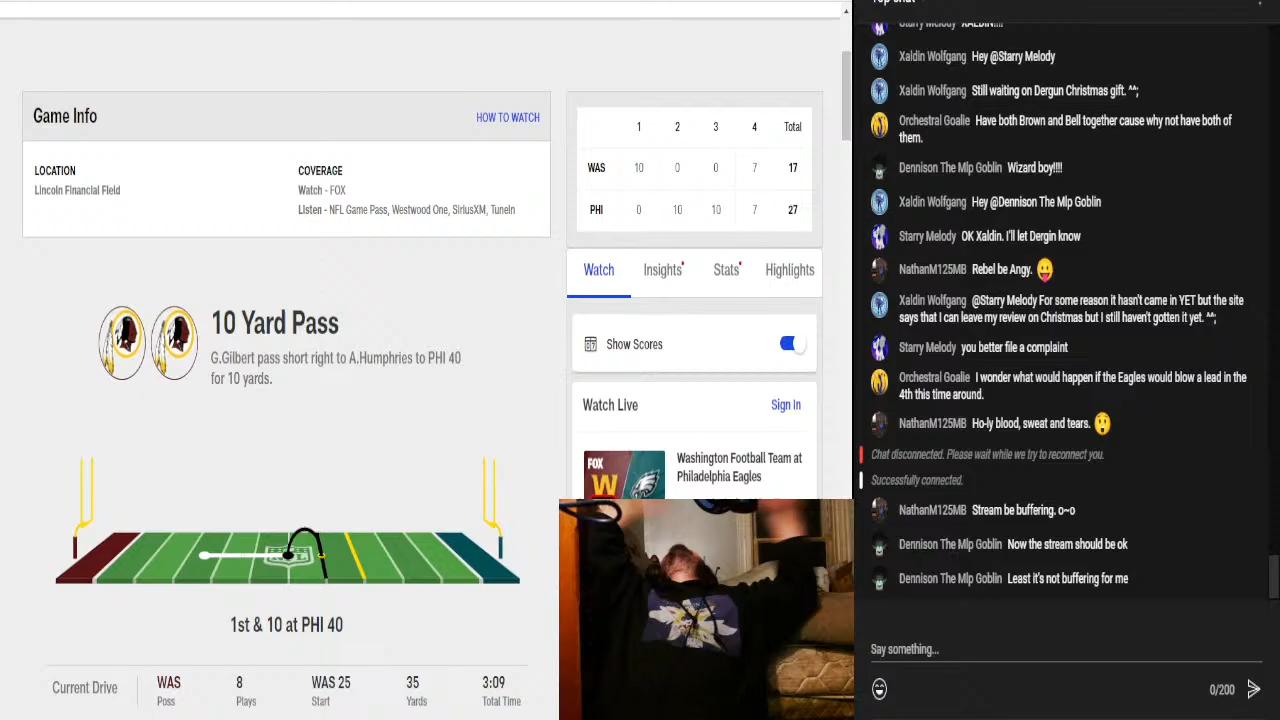 Game Info
HOW TO WATCH
LOCATION
Lincoln Financial Field
COVERAGE
Watch - FOX
Listen - NFL Game Pass, Westwood One, SiriusXM, TuneIn
1 2 3 4 Total
WAS 10 0 0 7 17
PHI 0 10 10 7 27
Watch Insights Stats Highlights
Show Scores
Watch Live
Sign In
FOX
W
Washington Football Team at
Philadelphia Eagles
10 Yard Pass
G.Gilbert pass short right to A.Humphries to PHI 40
for 10 yards.
NFL
1st & 10 at PHI 40
Current Drive
WAS 8 WAS 25 35 3:09
Poss Plays Start Yards Total Time
Starry Melody XALDIN!!!!
Xaldin Wolfgang Hey @Starry Melody
Xaldin Wolfgang Still waiting on Dergun Christmas gift. ^^;
Orchestral Goalie Have both Brown and Bell together cause why not have both of
them.
Dennison The Mlp Goblin Wizard boy!!!!
Xaldin Wolfgang Hey @Dennison The Mlp Goblin
Starry Melody OK Xaldin. I'll let Dergin know
NathanM125MB Rebel be Angy. 😛
Xaldin Wolfgang @Starry Melody For some reason it hasn't came in YET but the site
says that I can leave my review on Christmas but I still haven't gotten it yet. ^^;
Starry Melody you better file a complaint
Orchestral Goalie I wonder what would happen if the Eagles would blow a lead in the
4th this time around.
NathanM125MB Ho-ly blood, sweat and tears. 😲
Chat disconnected. Please wait while we try to reconnect you.
Successfully connected.
NathanM125MB Stream be buffering. o~o
Dennison The Mlp Goblin Now the stream should be ok
Dennison The Mlp Goblin Least it's not buffering for me
Say something...
0/200